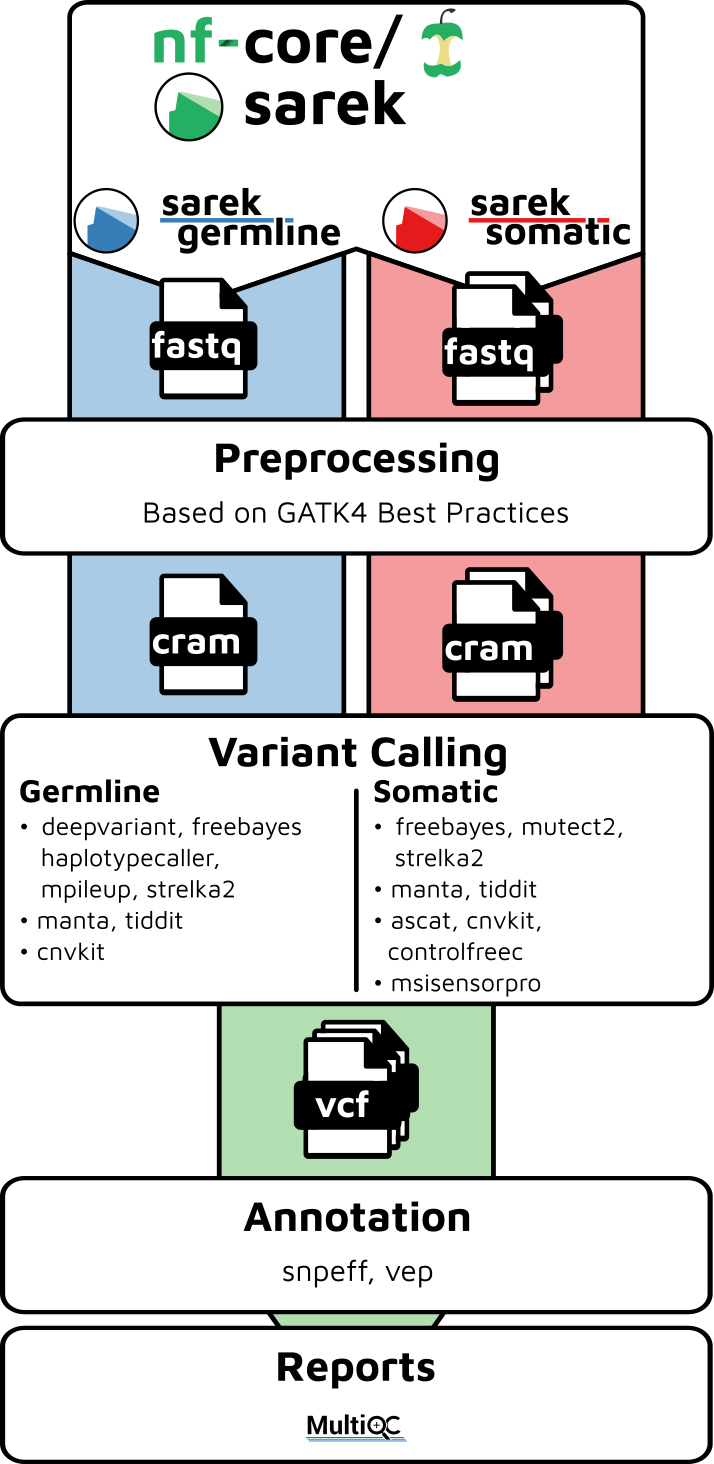 nf-core/
sarek
sarek
germline
sarek
somatic
fastq
fastq
Preprocessing
Based on GATK4 Best Practices
cram
cram
Variant Calling
Germline
• deepvariant, freebayes
haplotypecaller,
mpileup, strelka2
• manta, tiddit
• cnvkit
Somatic
• freebayes, mutect2,
strelka2
• manta, tiddit
• ascat, cnvkit,
controlfreec
• msisensorpro
vcf
Annotation
snpeff, vep
Reports
MultiQC